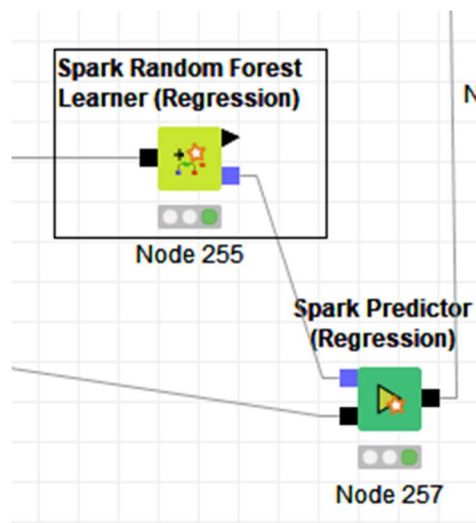 Spark Random Forest
Learner (Regression)
N
Node 255
Spark Predictor
(Regression)
Node 257